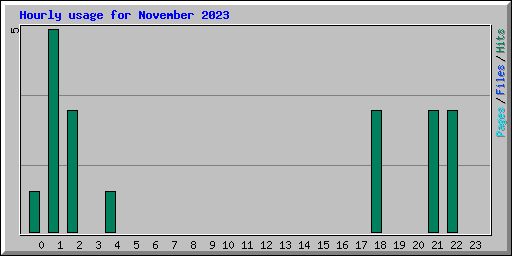 Hourly usage for November 2023
5
Pages/Files/Hits
0 1 2 3 4 5 6 7 8 9 10 11 12 13 14 15 16 17 18 19 20 21 22 23